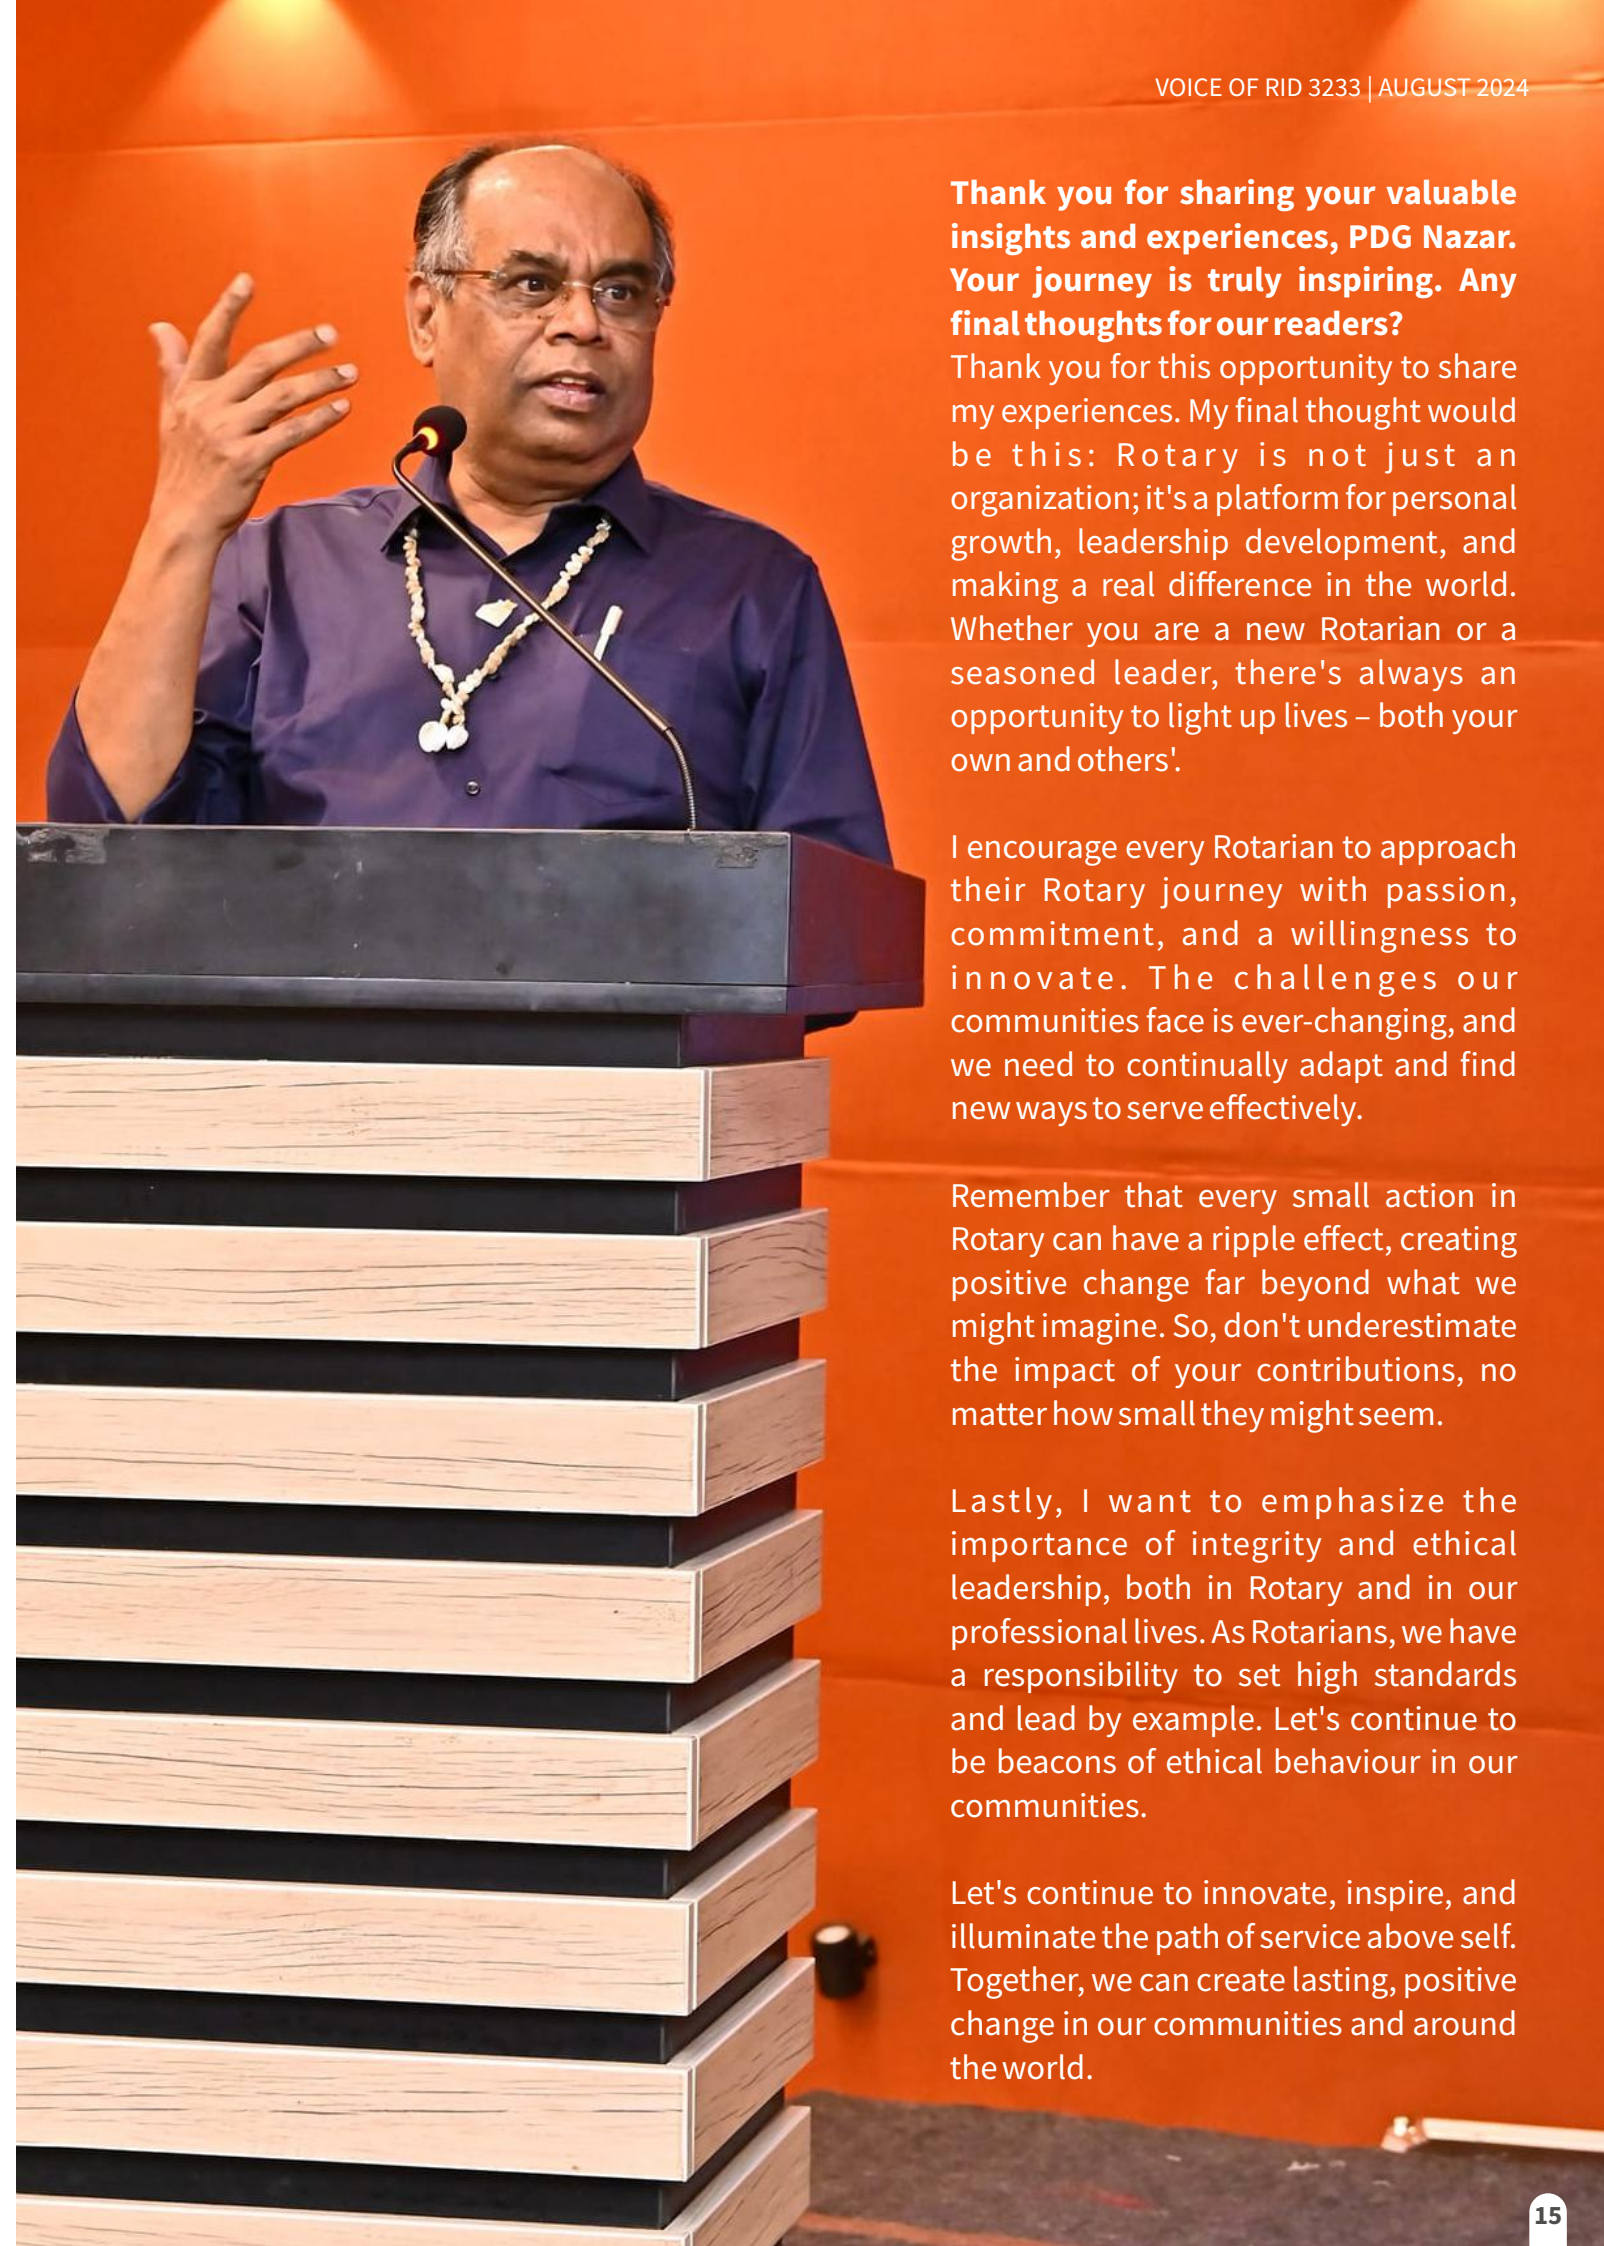 VOICE OF RID 3233 | AUGUST 2024
Thank you for sharing your valuable
insights and experiences, PDG Nazar.
Your journey is truly inspiring. Any
final thoughts for our readers?
Thank you for this opportunity to share
my experiences. My final thought would
be this: Rotary is not just an
organization; it's a platform for personal
growth, leadership development, and
making a real difference in the world.
Whether you are a new Rotarian or a
seasoned leader, there's always an
opportunity to light up lives – both your
own and others'.
I encourage every Rotarian to approach
their Rotary journey with passion,
commitment, and a willingness to
innovate. The challenges our
communities face is ever-changing, and
we need to continually adapt and find
new ways to serve effectively.
Remember that every small action in
Rotary can have a ripple effect, creating
positive change far beyond what we
might imagine. So, don't underestimate
the impact of your contributions, no
matter how small they might seem.
Lastly, I want to emphasize the
importance of integrity and ethical
leadership, both in Rotary and in our
professional lives. As Rotarians, we have
a responsibility to set high standards
and lead by example. Let's continue to
be beacons of ethical behaviour in our
communities.
Let's continue to innovate, inspire, and
illuminate the path of service above self.
Together, we can create lasting, positive
change in our communities and around
the world.
15